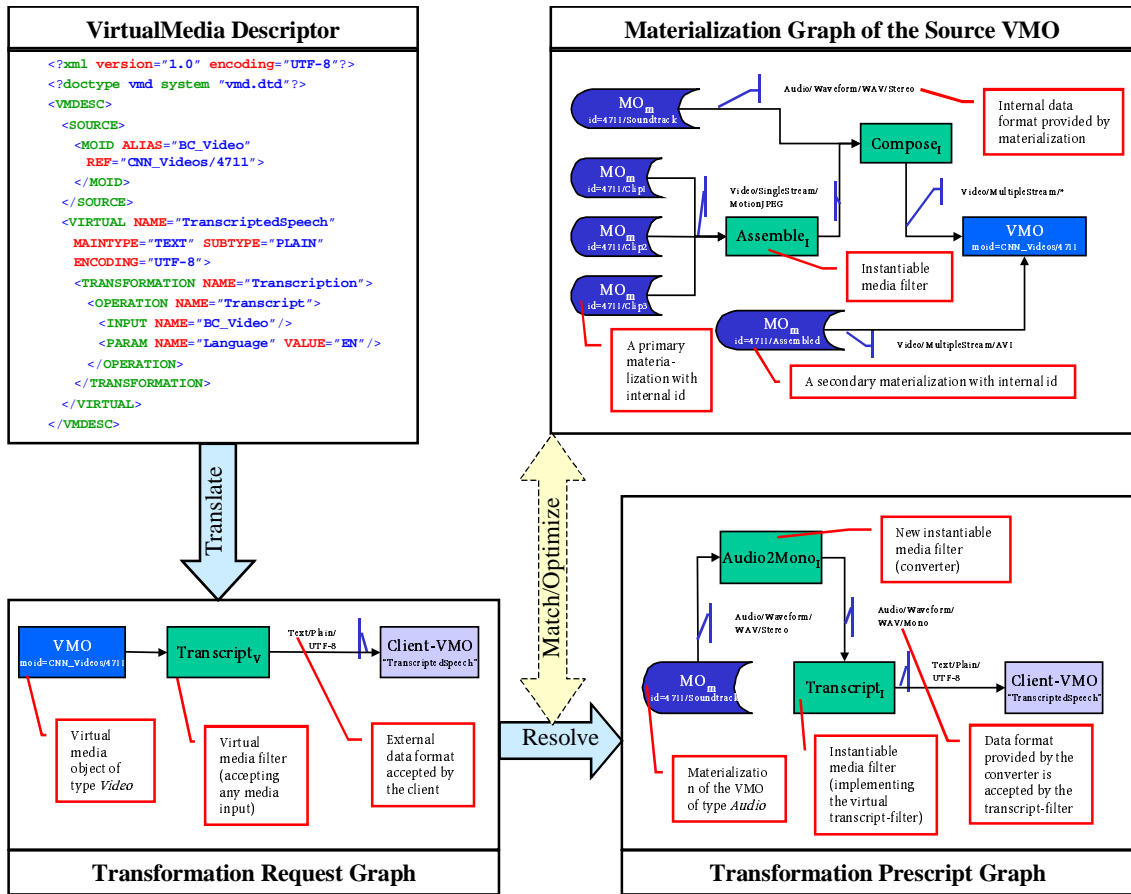 VirtualMedia Descriptor
<?xml version="1.0" encoding="UTF-8"?>
<?doctype vmd system "vmd.dtd"?>
<VMDESC>
<SOURCE>
<MOID ALIAS="BC_Video"
REF="CNN_Videos/4711">
</MOID>
</SOURCE>
<VIRTUAL NAME="TranscriptedSpeech"
MAINTYPE="TEXT" SUBTYPE="PLAIN"
ENCODING="UTF-8">
<TRANSFORMATION NAME="Transcription">
<OPERATION NAME="Transcript">
<INPUT NAME="BC_Video"/>
<PARAM NAME="Language" VALUE="EN"/>
</OPERATION>
</TRANSFORMATION>
</VIRTUAL>
</VMDESC>
Materialization Graph of the Source VMO
MOm
id=4711/Soundtrack
Audio/Waveform/WAV/Stereo
Internal data
format provided by
materialization
ComposeI
MOm
id=4711/Clip1
Video/SingleStream/
MotionJPEG
Video/MultipleStream/*
MOm
id=4711/Clip2
AssembleI
VMO
moid=CNN_Videos/4711
MOm
id=4711/Clip3
Instantiable
media filter
MOm
id=4711/Assembled
Video/MultipleStream/AVI
A primary
materia-
lization with
internal id
A secondary materialization with internal id
Translate
Match/Optimize
Resolve
VMO
moid=CNN_Videos/4711
TranscriptV
Text/Plain/
UTF-8
Client-VMO
"TranscriptedSpeech"
Virtual
media
object of
type Video
Virtual
media filter
(accepting
any media
input)
External
data format
accepted by
the client
Transformation Request Graph
Audio2MonoI
New instantiable
media filter
(converter)
Audio/Waveform/
WAV/Stereo
Audio/Waveform/
WAV/Mono
MOm
id=4711/Soundtrack
TranscriptI
Text/Plain/
UTF-8
Client-VMO
"TranscriptedSpeech"
Materializatio
n of the VMO
of type Audio
Instantiable
media filter
(implementing
the virtual
transcript-filter)
Data format
provided by the
converter is
accepted by the
transcript-filter
Transformation Prescript Graph